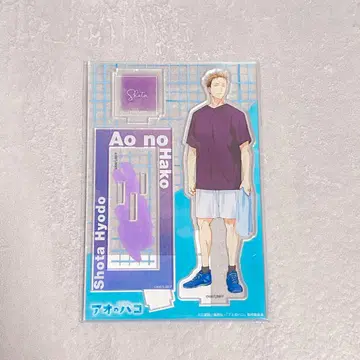 Shota
Ao no
Hako
Shota Hyodo
アオのハコ